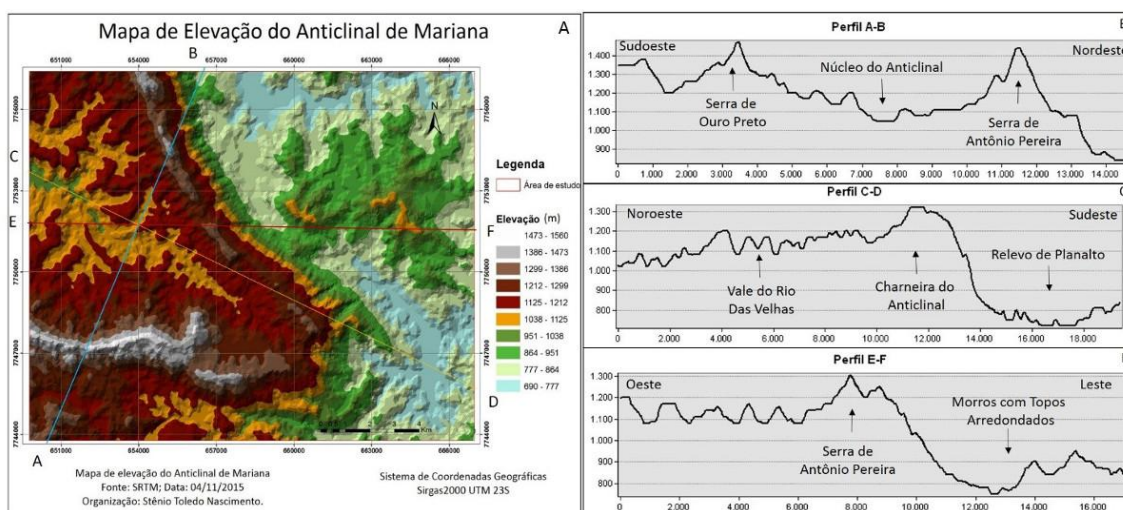 Mapa de Elevação do Anticlinal de Mariana
A
B
651000
654000
657000
660000
663000
666000
7756000
7753000
7750000
7747000
7744000
N
C
E
F
D
A
Legenda
Área de estudo
Elevação (m)
1473 - 1560
1386 - 1473
1299 - 1386
1212 - 1299
1125 - 1212
1038 - 1125
951 - 1038
864 - 951
777 - 864
690 - 777
651000
654000
657000
660000
663000
666000
Mapa de elevação do Anticlinal de Mariana
Fonte: SRTM; Data: 04/11/2015
Organização: Stênio Toledo Nascimento.
Sistema de Coordenadas Geográficas
Sirgas2000 UTM 23S
Perfil A-B
Sudoeste
Nordeste
Núcleo do Anticlinal
Serra de
Ouro Preto
Serra de
Antônio Pereira
1.400
1.300
1.200
1.100
1.000
900
0
1.000
2.000
3.000
4.000
5.000
6.000
7.000
8.000
9.000
10.000
11.000
12.000
13.000
14.000
Perfil C-D
Noroeste
Sudeste
Relevo de Planalto
Vale do Rio
Das Velhas
Charneira do
Anticlinal
1.300
1.200
1.100
1.000
900
800
0
2.000
4.000
6.000
8.000
10.000
12.000
14.000
16.000
18.000
Perfil E-F
Oeste
Leste
Morros com Topos
Arredondados
Serra de
Antônio Pereira
1.300
1.200
1.100
1.000
900
800
0
2.000
4.000
6.000
8.000
10.000
12.000
14.000
16.000